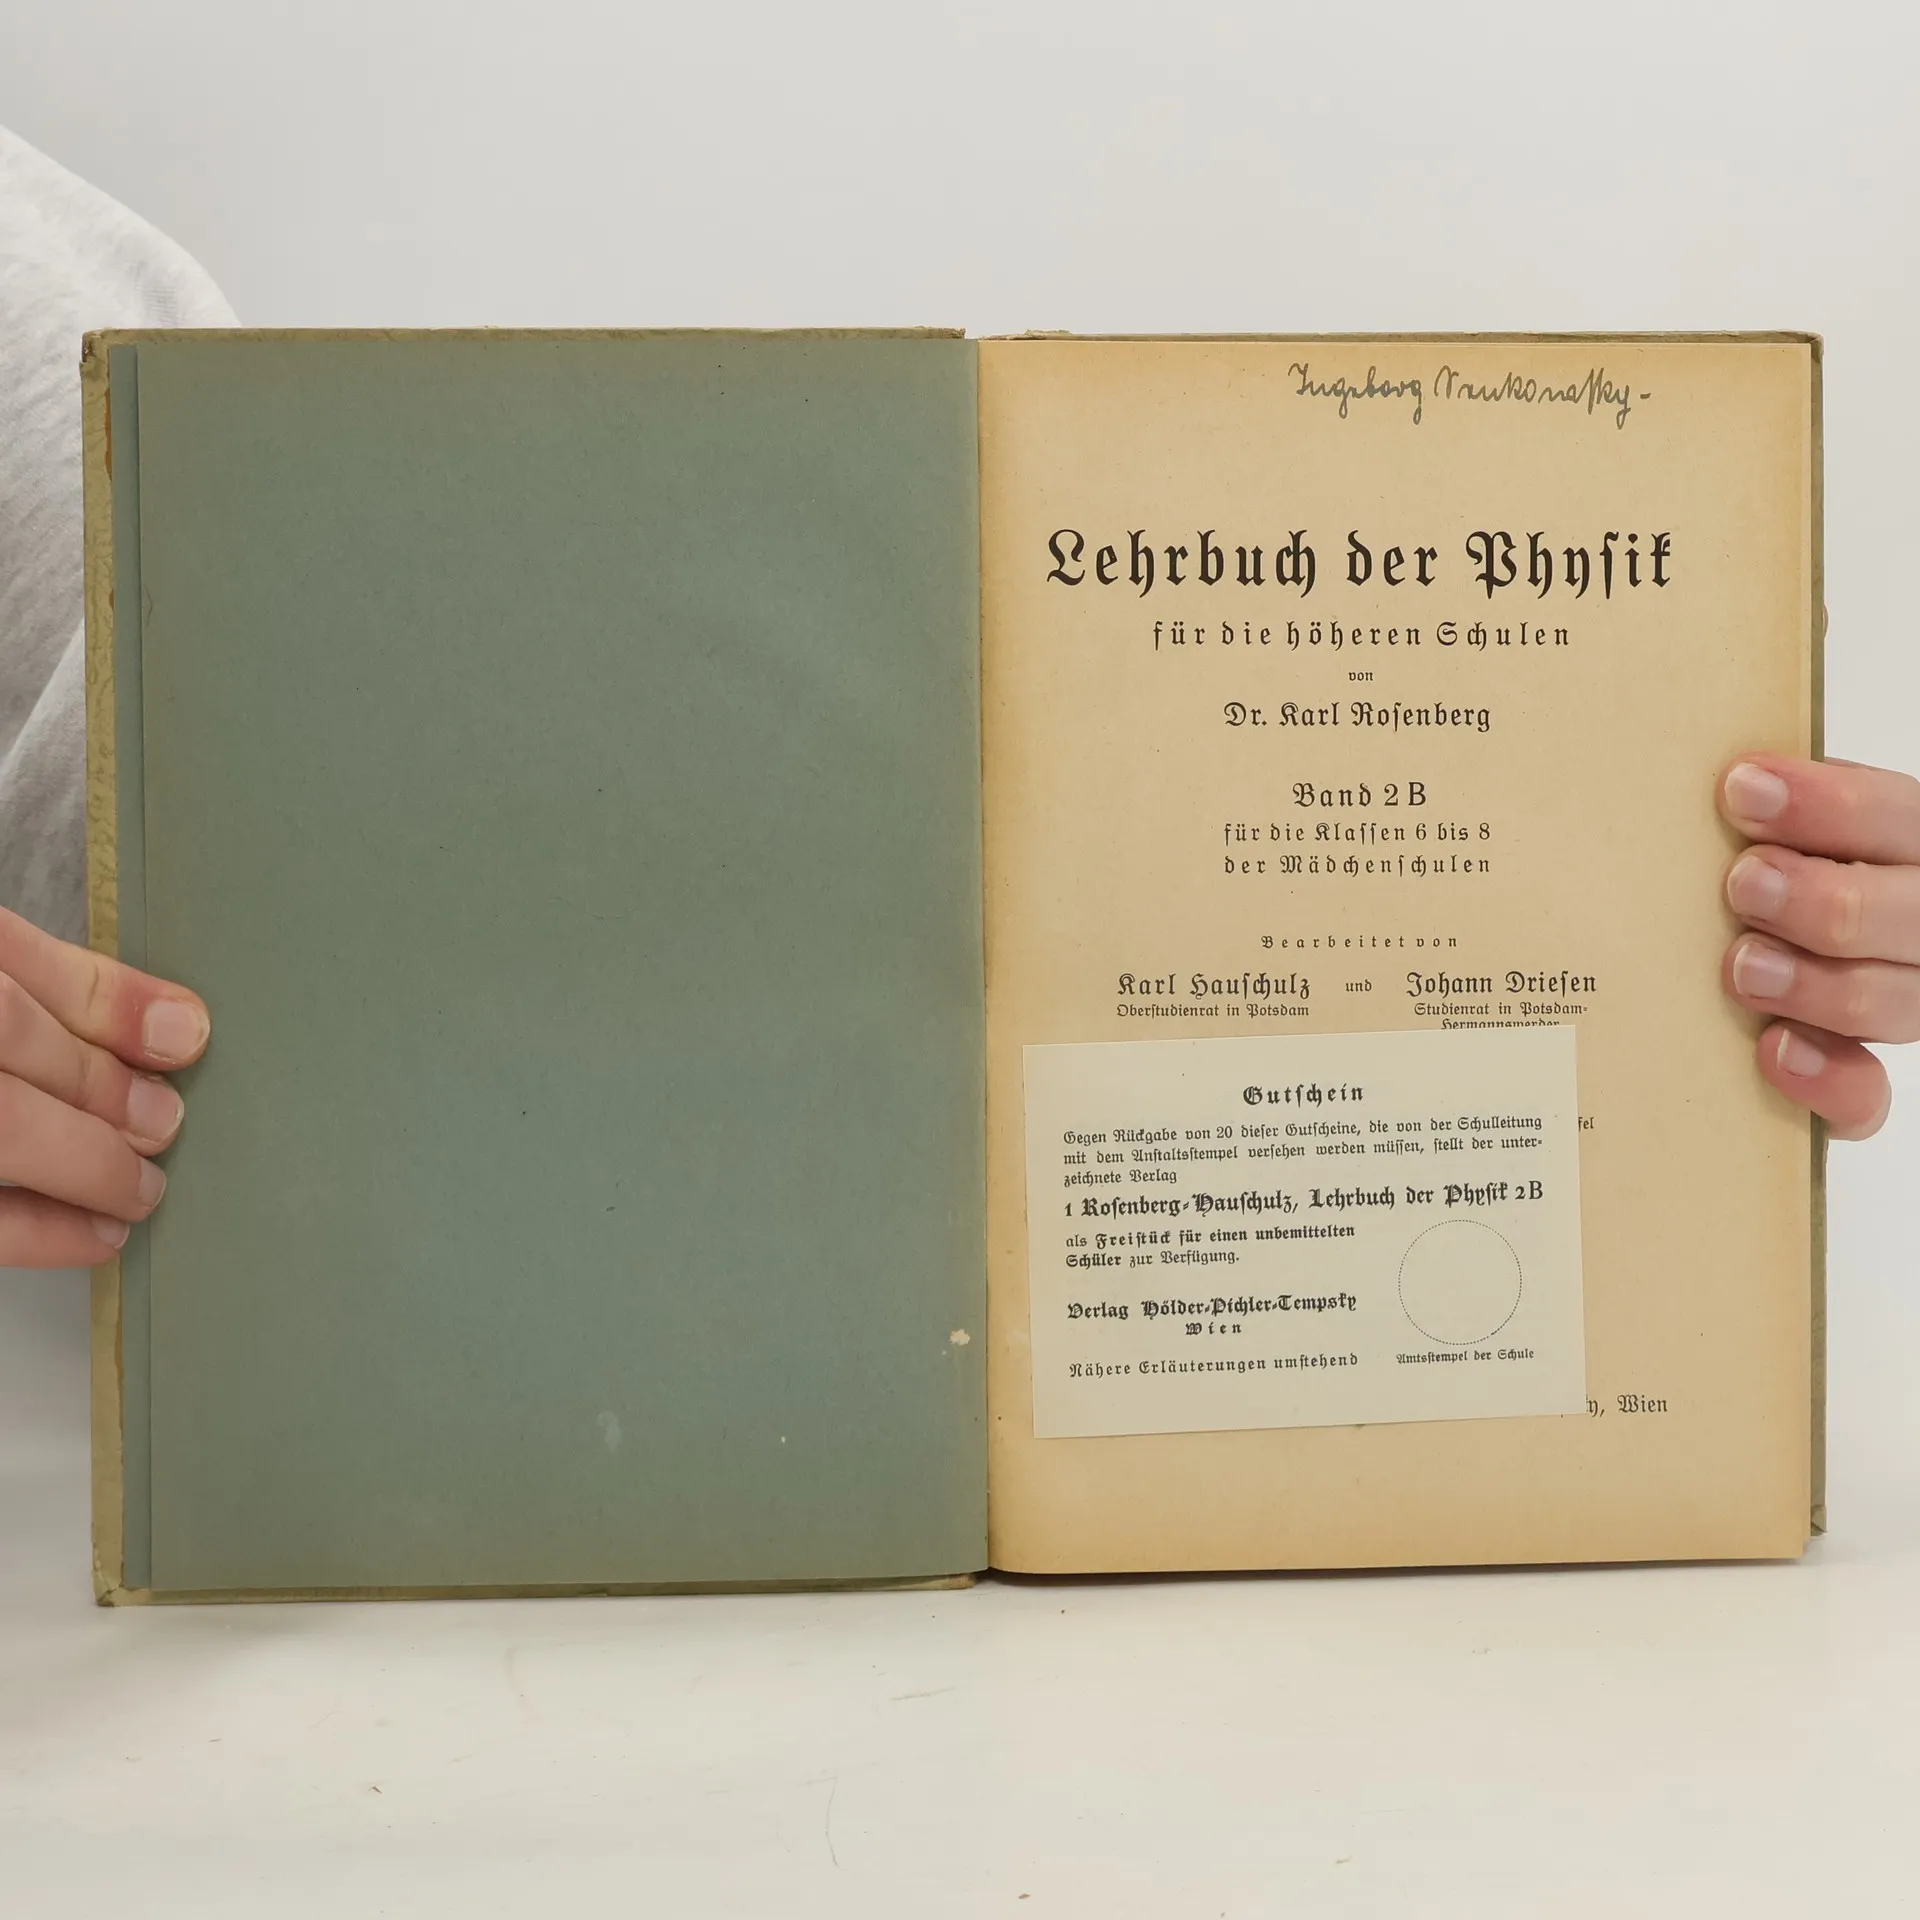 Ingeborg
Lehrbuch der Physik
für die höheren Schulen
von
Dr. Karl Rosenberg
Band 2 B
für die Klassen 6 bis 8
der Mädchenschulen
Bearbeitet von
Karl Hauschulz und Johann Driesen
Oberstudienrat in Potsdam Studienrat in Potsdam-
Hermannswerder
Gutschein
Gegen Rückgabe von 20 dieser Gutscheine, die von der Schulleitung
mit dem Anstaltsstempel versehen werden müssen, stellt der unter-
zeichnete Verlag
1 Rosenberg-Hauschulz, Lehrbuch der Physik 2 B
als Freistück für einen unbemittelten
Schüler zur Verfügung.
Verlag Hölder-Pichler-Tempsky
Wien
Nähere Erläuterungen umstehend
Amtsstempel der Schule
Wien